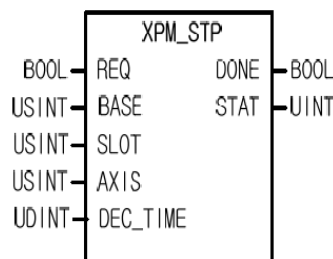 XPM_STP
BOOL REQ DONE BOOL
USINT BASE STAT UINT
USINT SLOT
USINT AXIS
UDINT DEC_TIME